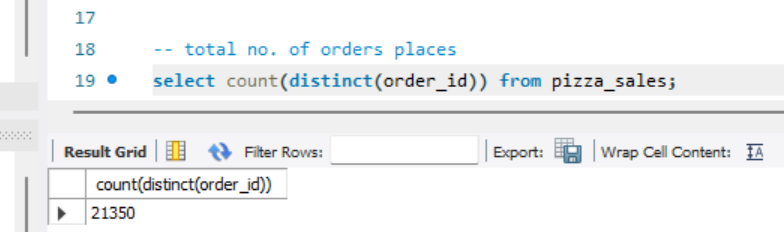 17
18 -- total no. of orders places
19 select count(distinct(order_id)) from pizza_sales;
Result Grid Filter Rows: Export: Wrap Cell Content: IA
count(distinct(order_id))
21350